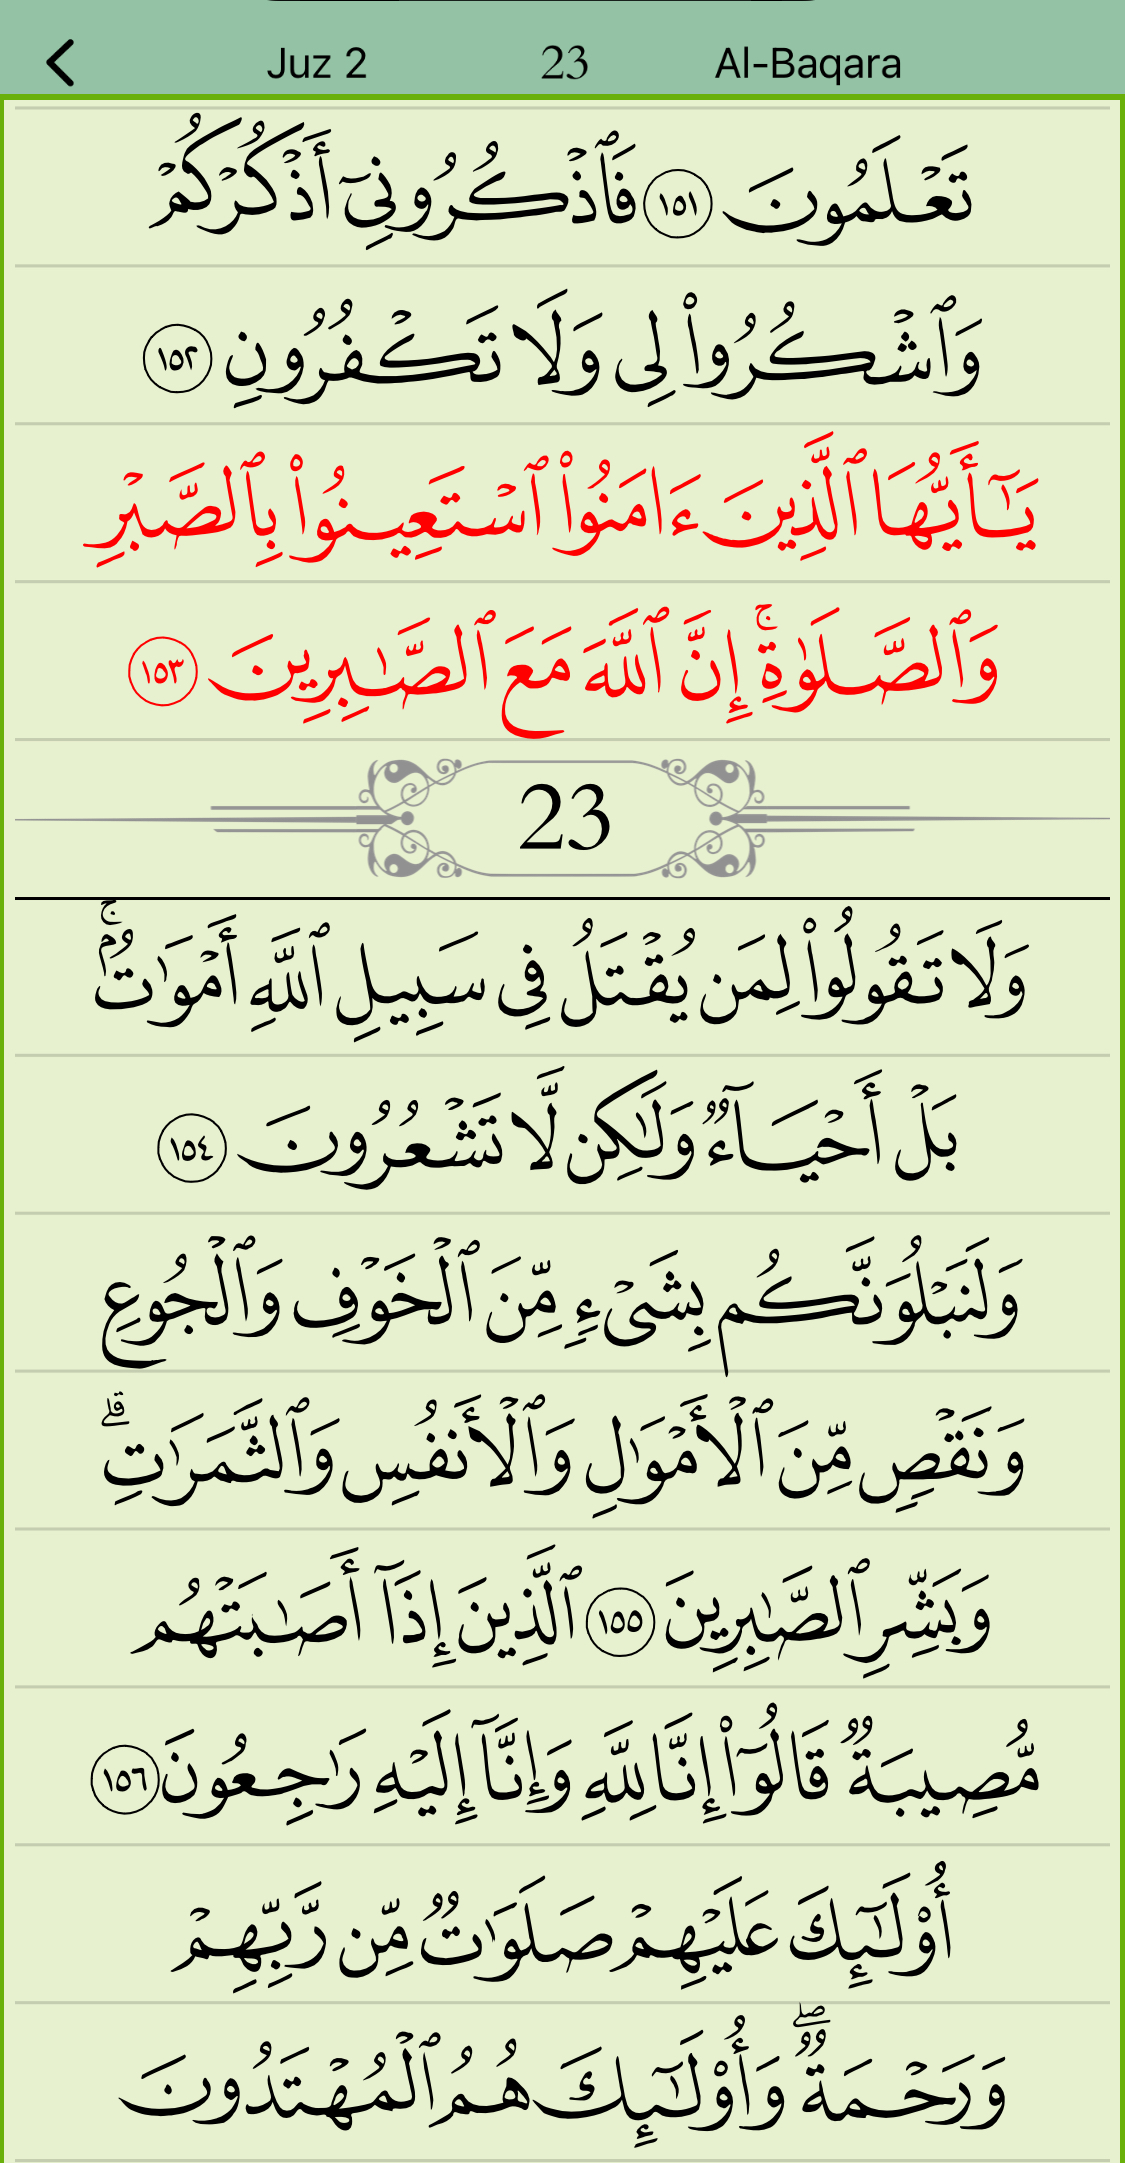 Juz 2 23 Al-Baqara
تَعْلَمُونَ ١٥١ فَٱذْكُرُونِىٓ أَذْكُرْكُمْ
وَٱشْكُرُوا۟ لِى وَلَا تَكْفُرُونِ ١٥٢
يَـٰٓأَيُّهَا ٱلَّذِينَ ءَامَنُوا۟ ٱسْتَعِينُوا۟ بِٱلصَّبْرِ
وَٱلصَّلَوٰةِ ۚ إِنَّ ٱللَّهَ مَعَ ٱلصَّـٰبِرِينَ ١٥٣
23
وَلَا تَقُولُوا۟ لِمَن يُقْتَلُ فِى سَبِيلِ ٱللَّهِ أَمْوَٰتٌۢ ۚ
بَلْ أَحْيَآءٌ وَلَـٰكِن لَّا تَشْعُرُونَ ١٥٤
وَلَنَبْلُوَنَّكُم بِشَىْءٍ مِّنَ ٱلْخَوْفِ وَٱلْجُوعِ
وَنَقْصٍ مِّنَ ٱلْأَمْوَٰلِ وَٱلْأَنفُسِ وَٱلثَّمَرَٰتِ ۗ
وَبَشِّرِ ٱلصَّـٰبِرِينَ ١٥٥ ٱلَّذِينَ إِذَآ أَصَـٰبَتْهُم
مُّصِيبَةٌ قَالُوٓا۟ إِنَّا لِلَّهِ وَإِنَّآ إِلَيْهِ رَٰجِعُونَ ١٥٦
أُو۟لَـٰٓئِكَ عَلَيْهِمْ صَلَوَٰتٌ مِّن رَّبِّهِمْ
وَرَحْمَةٌ ۖ وَأُو۟لَـٰٓئِكَ هُمُ ٱلْمُهْتَدُونَ